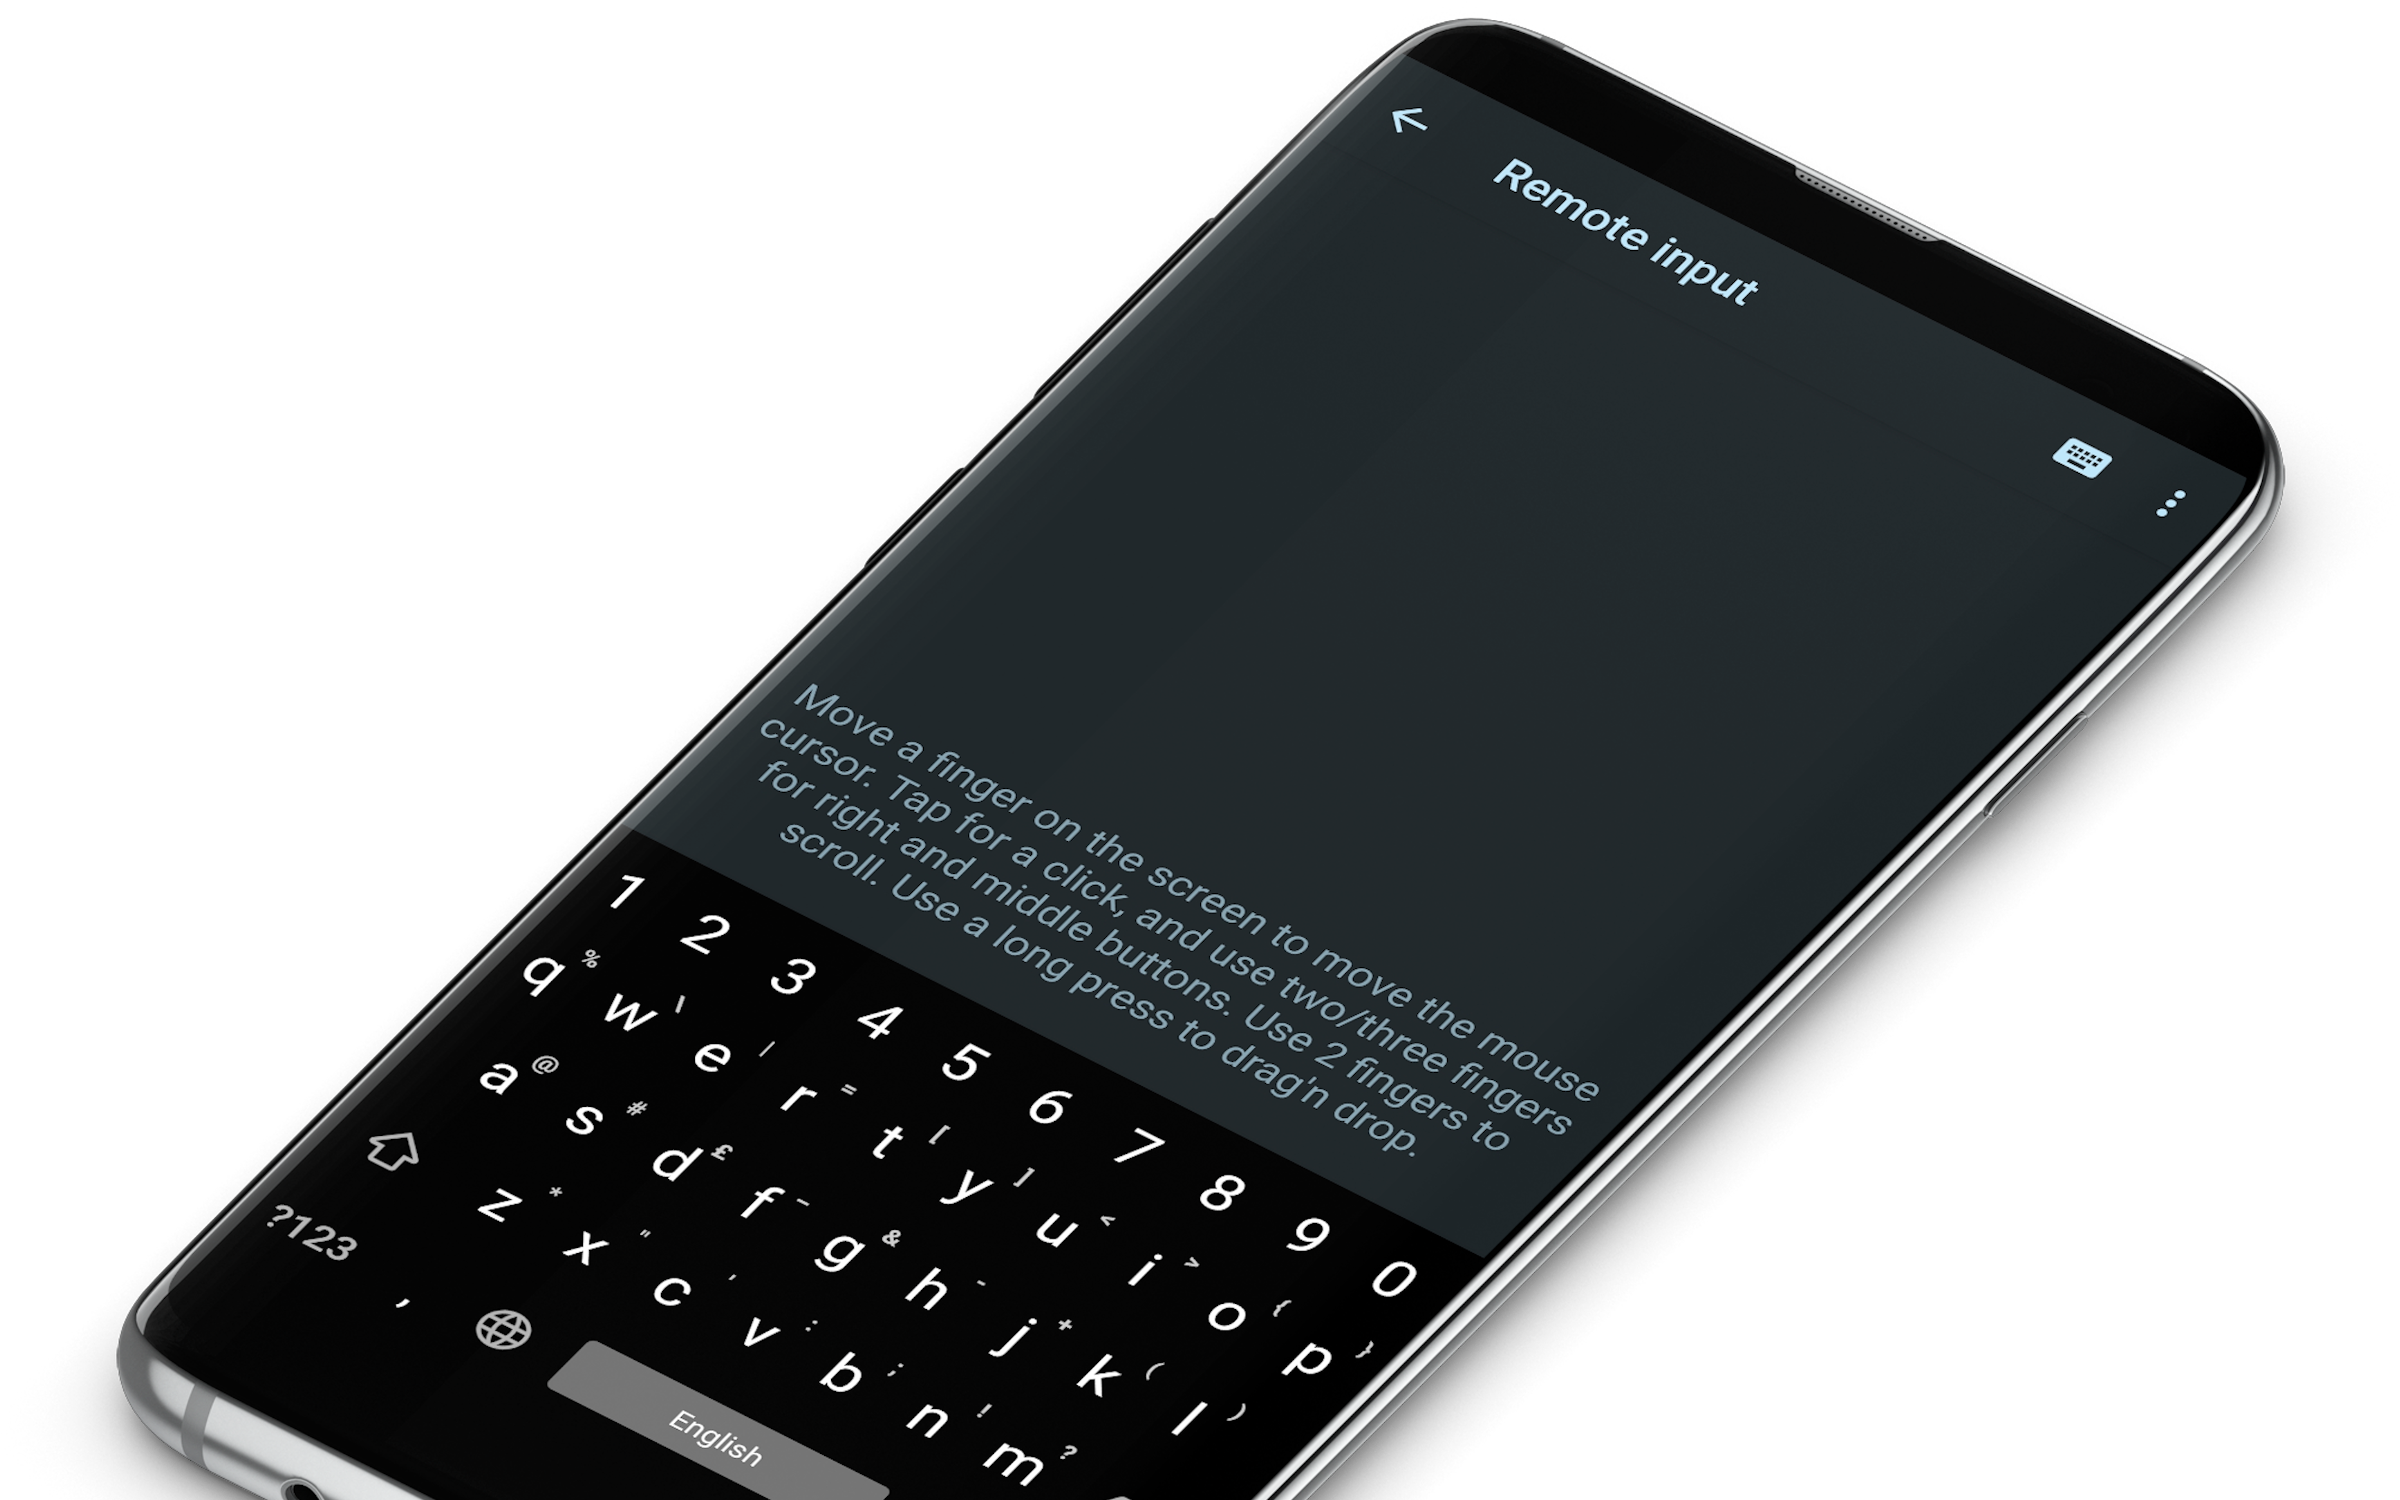 Remote input
Move a finger on the screen to move the mouse
cursor. Tap for a click, and use two/three fingers
for right and middle buttons. Use 2 fingers to
scroll. Use a long press to drag'n drop.
1 2 3 4 5 6 7 8 9 0
q % w \ e | r = t [ y ] u < i > o { p }
a @ s # d £ f - g & h - j + k ( l )
z * x " c ' v : b ; n ! m ?
?123 , English